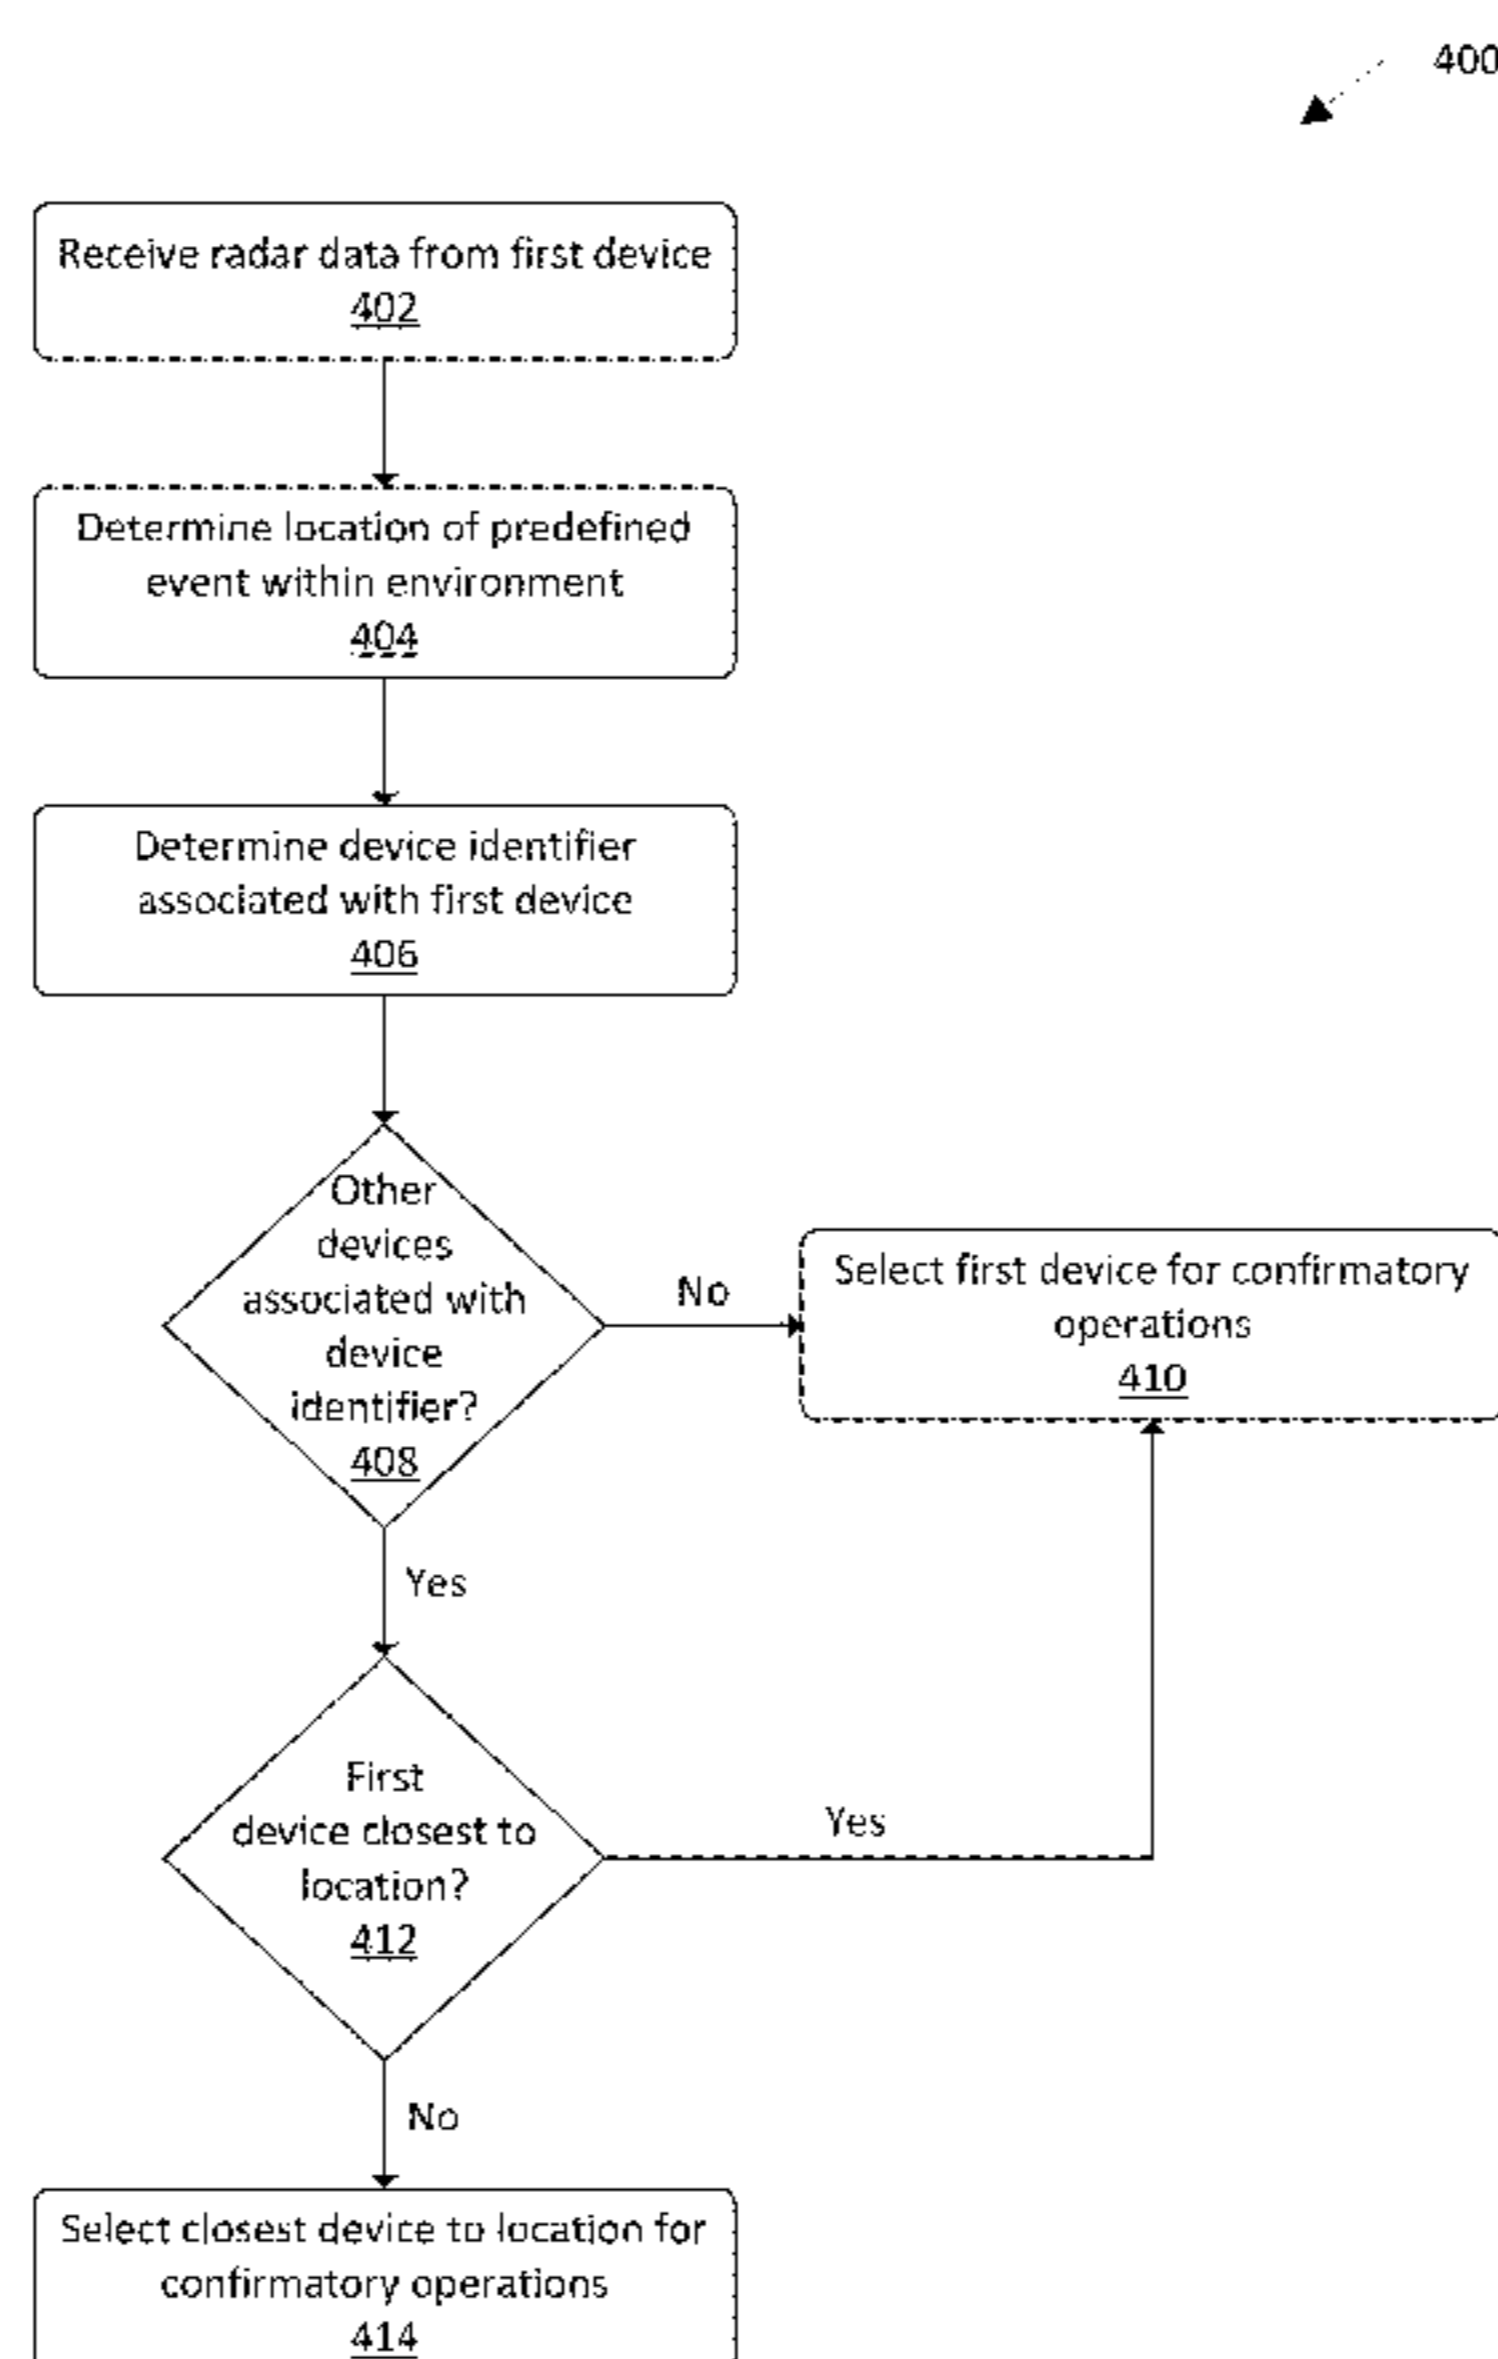 400
Receive radar data from first device
402
Determine location of predefined
event within environment
404
Determine device identifier
associated with first device
406
Other
devices
associated with
device
identifier?
408
No
Select first device for confirmatory
operations
410
Yes
First
device closest to
location?
412
Yes
No
Select closest device to location for
confirmatory operations
414